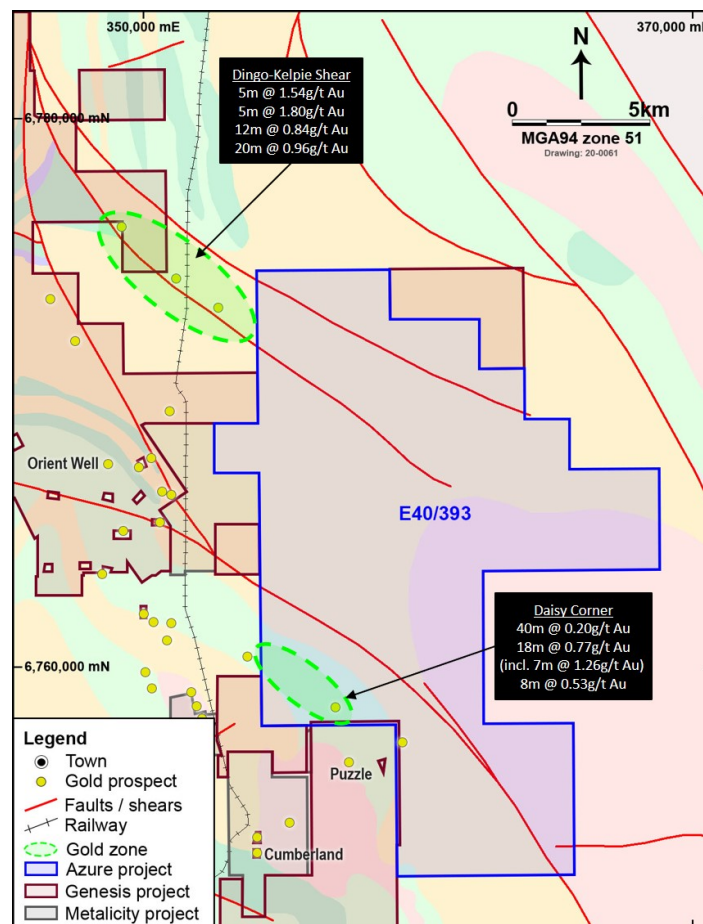 350,000 mE
370,000 mE
N
0 5km
MGA94 zone 51
Drawing: 20-0061
6,780,000 mN
Dingo-Kelpie Shear
5m @ 1.54g/t Au
5m @ 1.80g/t Au
12m @ 0.84g/t Au
20m @ 0.96g/t Au
Orient Well
E40/393
Daisy Corner
40m @ 0.20g/t Au
18m @ 0.77g/t Au
(incl. 7m @ 1.26g/t Au)
8m @ 0.53g/t Au
6,760,000 mN
Puzzle
Cumberland
Legend
Town
Gold prospect
Faults / shears
Railway
Gold zone
Azure project
Genesis project
Metalicity project